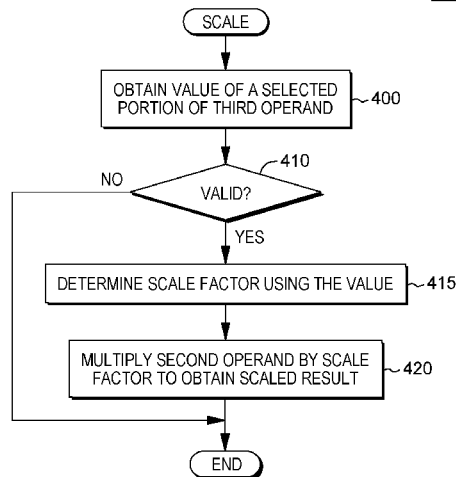 SCALE
OBTAIN VALUE OF A SELECTED
PORTION OF THIRD OPERAND
400
410
NO
VALID?
YES
DETERMINE SCALE FACTOR USING THE VALUE
415
MULTIPLY SECOND OPERAND BY SCALE
FACTOR TO OBTAIN SCALED RESULT
420
END